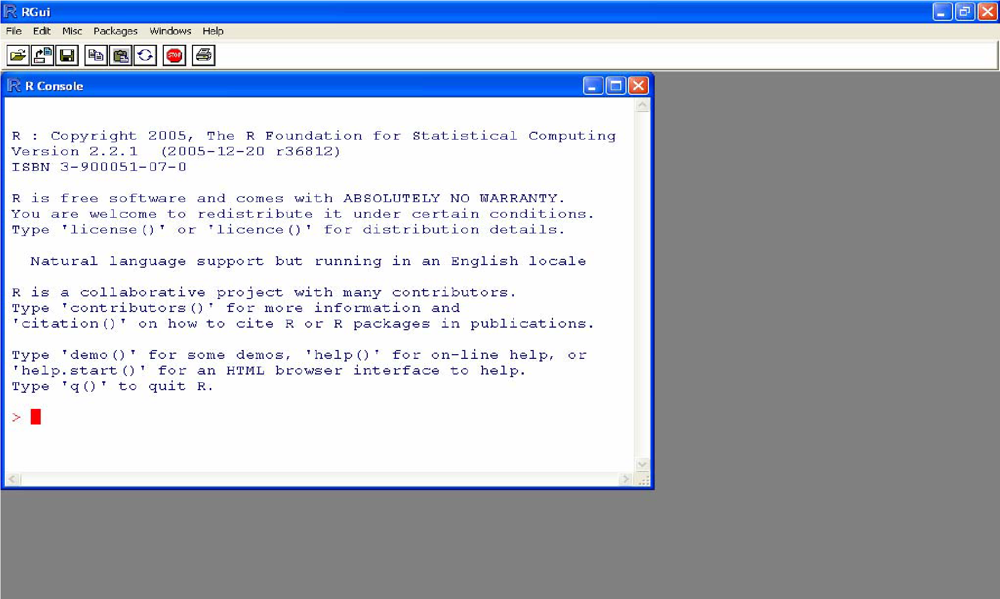 R RGui
File Edit Misc Packages Windows Help
STOP
R R Console
R : Copyright 2005, The R Foundation for Statistical Computing
Version 2.2.1  (2005-12-20 r36812)
ISBN 3-900051-07-0
R is free software and comes with ABSOLUTELY NO WARRANTY.
You are welcome to redistribute it under certain conditions.
Type 'license()' or 'licence()' for distribution details.
Natural language support but running in an English locale
R is a collaborative project with many contributors.
Type 'contributors()' for more information and
'citation()' on how to cite R or R packages in publications.
Type 'demo()' for some demos, 'help()' for on-line help, or
'help.start()' for an HTML browser interface to help.
Type 'q()' to quit R.
>